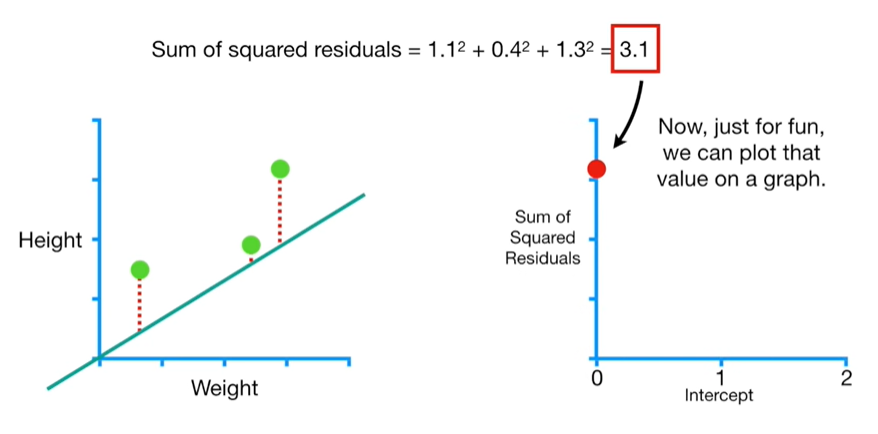 Sum of squared residuals = 1.1² + 0.4² + 1.3² = 3.1
Now, just for fun,
we can plot that
value on a graph.
Height
Weight
Sum of
Squared
Residuals
0
1
2
Intercept